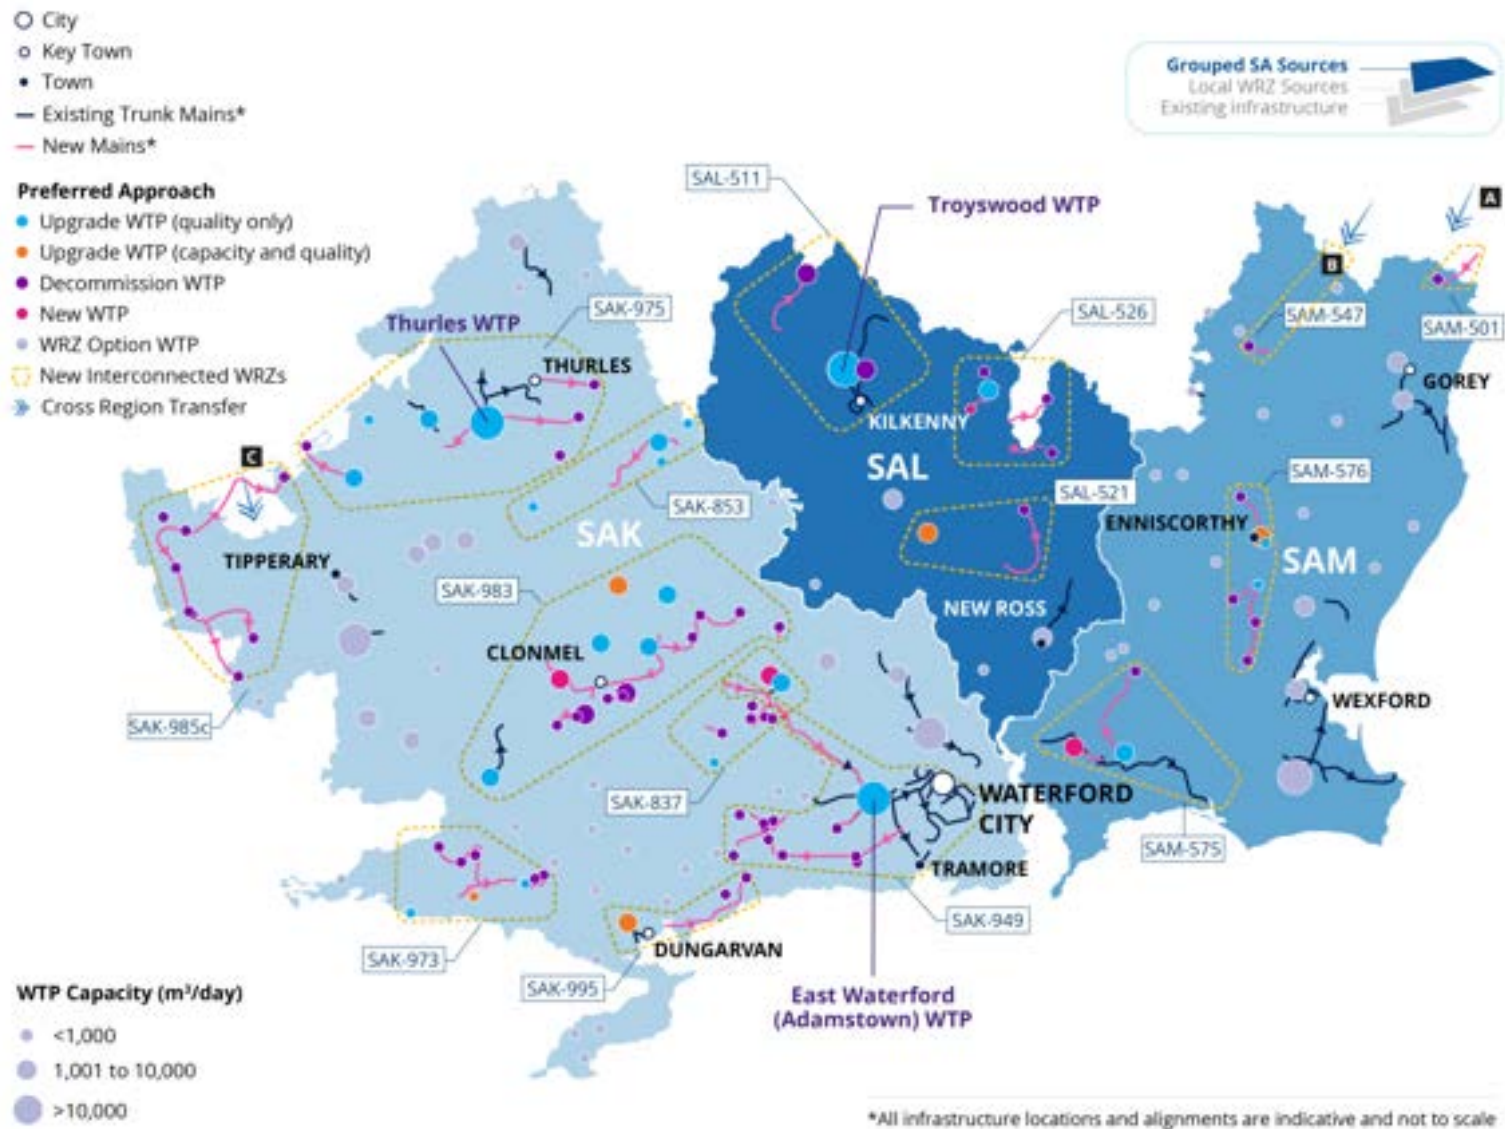 City
Key Town
Town
Existing Trunk Mains*
New Mains*
Preferred Approach
Upgrade WTP (quality only)
Upgrade WTP (capacity and quality)
Decommission WTP
New WTP
WRZ Option WTP
New Interconnected WRZs
Cross Region Transfer
Grouped SA Sources
Local WRZ Sources
Existing infrastructure
SAL-511
Troyswood WTP
A
B
SAK-975
SAL-526
SAM-547
SAM-501
Thurles WTP
THURLES
GOREY
KILKENNY
C
SAL
SAM-576
SAL-521
SAK-853
ENNISCORTHY
SAK
TIPPERARY
SAM
SAK-983
NEW ROSS
CLONMEL
WEXFORD
SAK-985c
SAK-837
WATERFORD
CITY
SAM-575
TRAMORE
SAK-949
DUNGARVAN
SAK-973
SAK-995
East Waterford
(Adamstown) WTP
WTP Capacity (m³/day)
<1,000
1,001 to 10,000
>10,000
*All infrastructure locations and alignments are indicative and not to scale